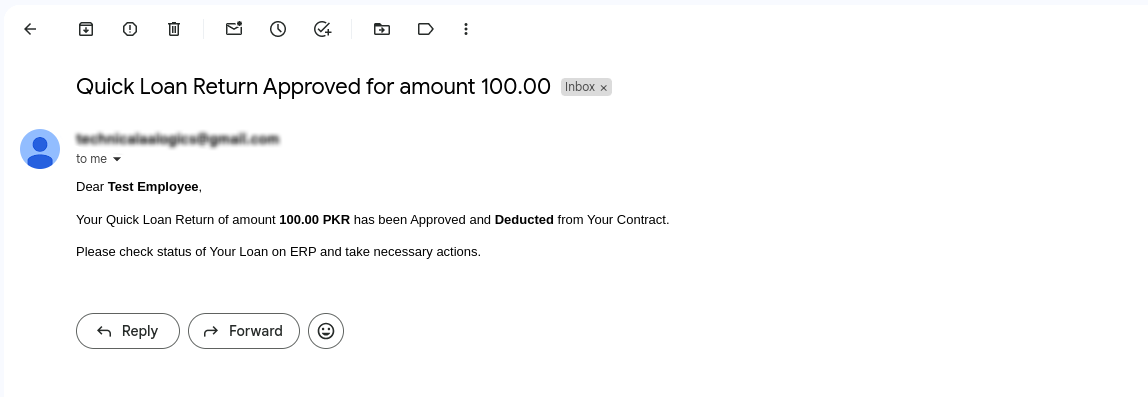 Quick Loan Return Approved for amount 100.00 Inbox ×
to me
Dear Test Employee,
Your Quick Loan Return of amount 100.00 PKR has been Approved and Deducted from Your Contract.
Please check status of Your Loan on ERP and take necessary actions.
Reply Forward